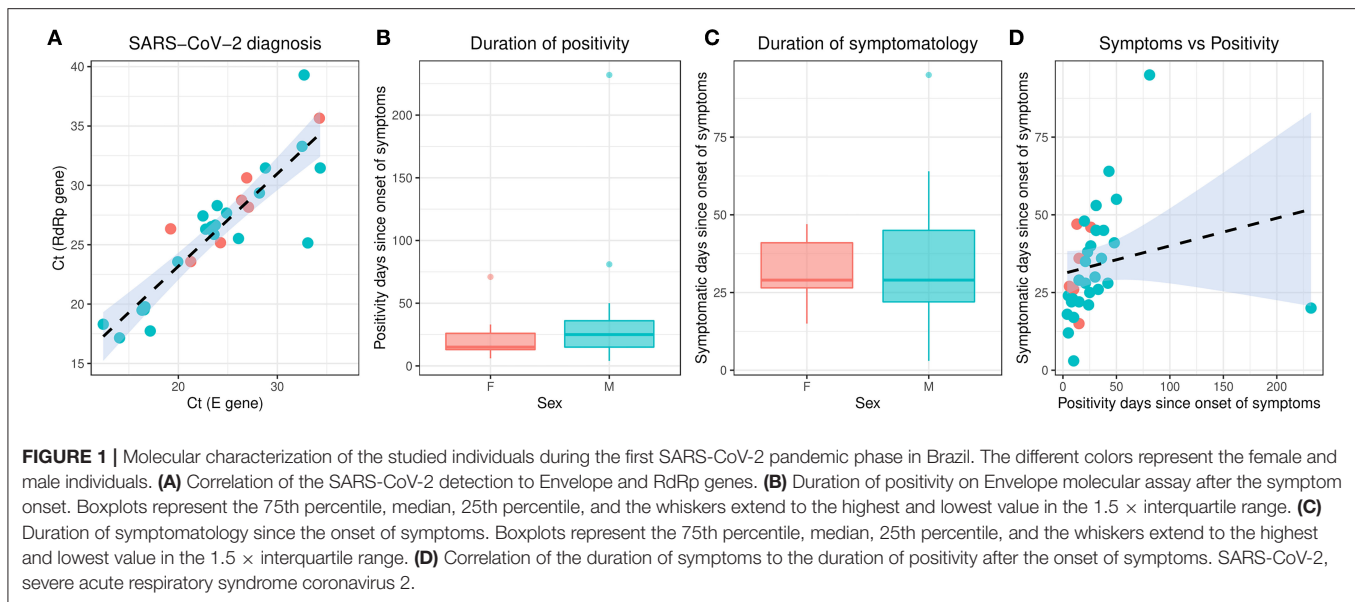 A
SARS−CoV−2 diagnosis
Ct (RdRp gene)
40
35
30
25
20
15
20
30
Ct (E gene)
B
Duration of positivity
Positivity days since onset of symptoms
200
150
100
50
0
F
M
Sex
C
Duration of symptomatology
Symptomatic days since onset of symptoms
75
50
25
0
F
M
Sex
D
Symptoms vs Positivity
Symptomatic days since onset of symptoms
75
50
25
0
0
50
100
150
200
Positivity days since onset of symptoms
FIGURE 1 | Molecular characterization of the studied individuals during the first SARS-CoV-2 pandemic phase in Brazil. The different colors represent the female and
male individuals. (A) Correlation of the SARS-CoV-2 detection to Envelope and RdRp genes. (B) Duration of positivity on Envelope molecular assay after the symptom
onset. Boxplots represent the 75th percentile, median, 25th percentile, and the whiskers extend to the highest and lowest value in the 1.5 × interquartile range. (C)
Duration of symptomatology since the onset of symptoms. Boxplots represent the 75th percentile, median, 25th percentile, and the whiskers extend to the highest
and lowest value in the 1.5 × interquartile range. (D) Correlation of the duration of symptoms to the duration of positivity after the onset of symptoms. SARS-CoV-2,
severe acute respiratory syndrome coronavirus 2.